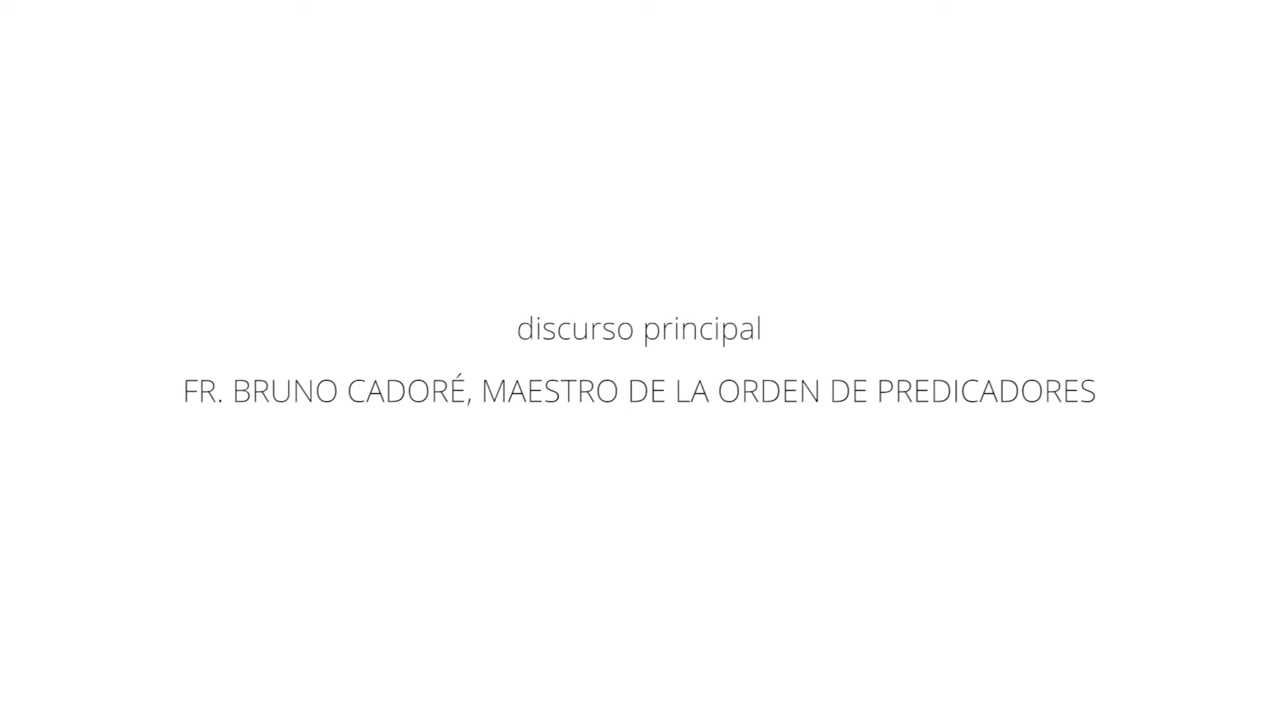 discurso principal
FR. BRUNO CADORÉ, MAESTRO DE LA ORDEN DE PREDICADORES